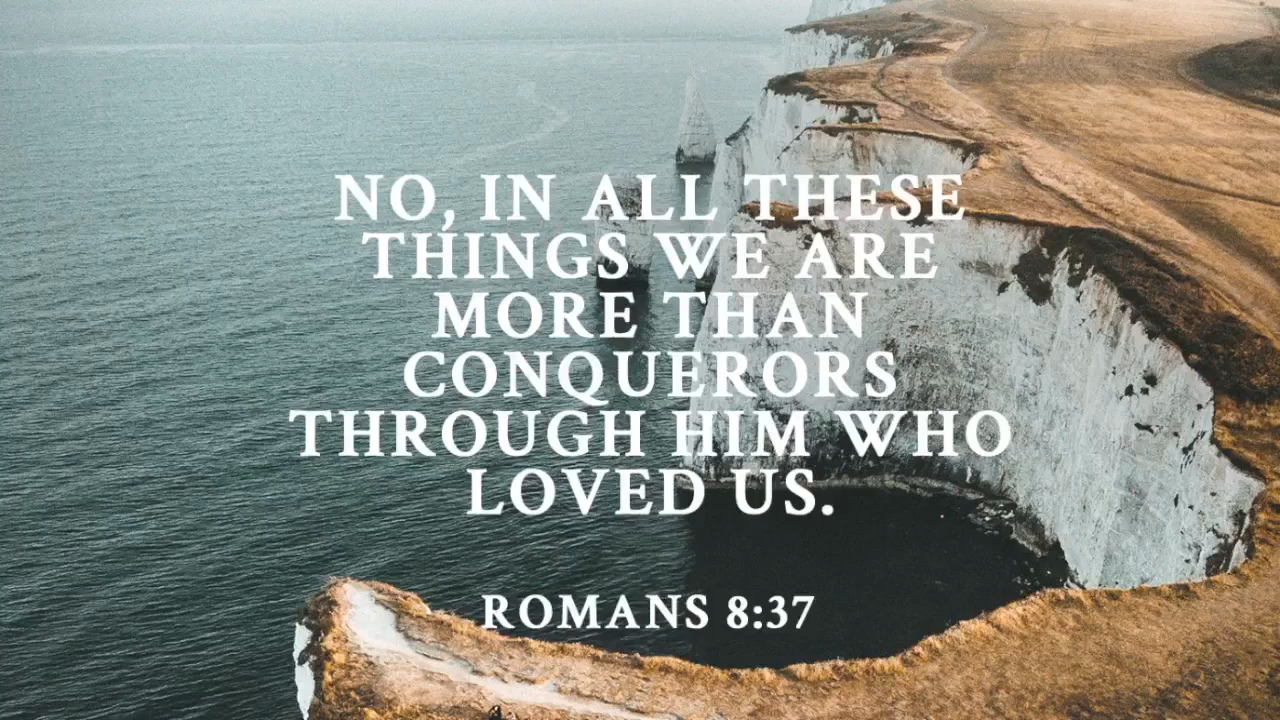 NO, IN ALL THESE
THINGS WE ARE
MORE THAN
CONQUERORS
THROUGH HIM WHO
LOVED US.
ROMANS 8:37